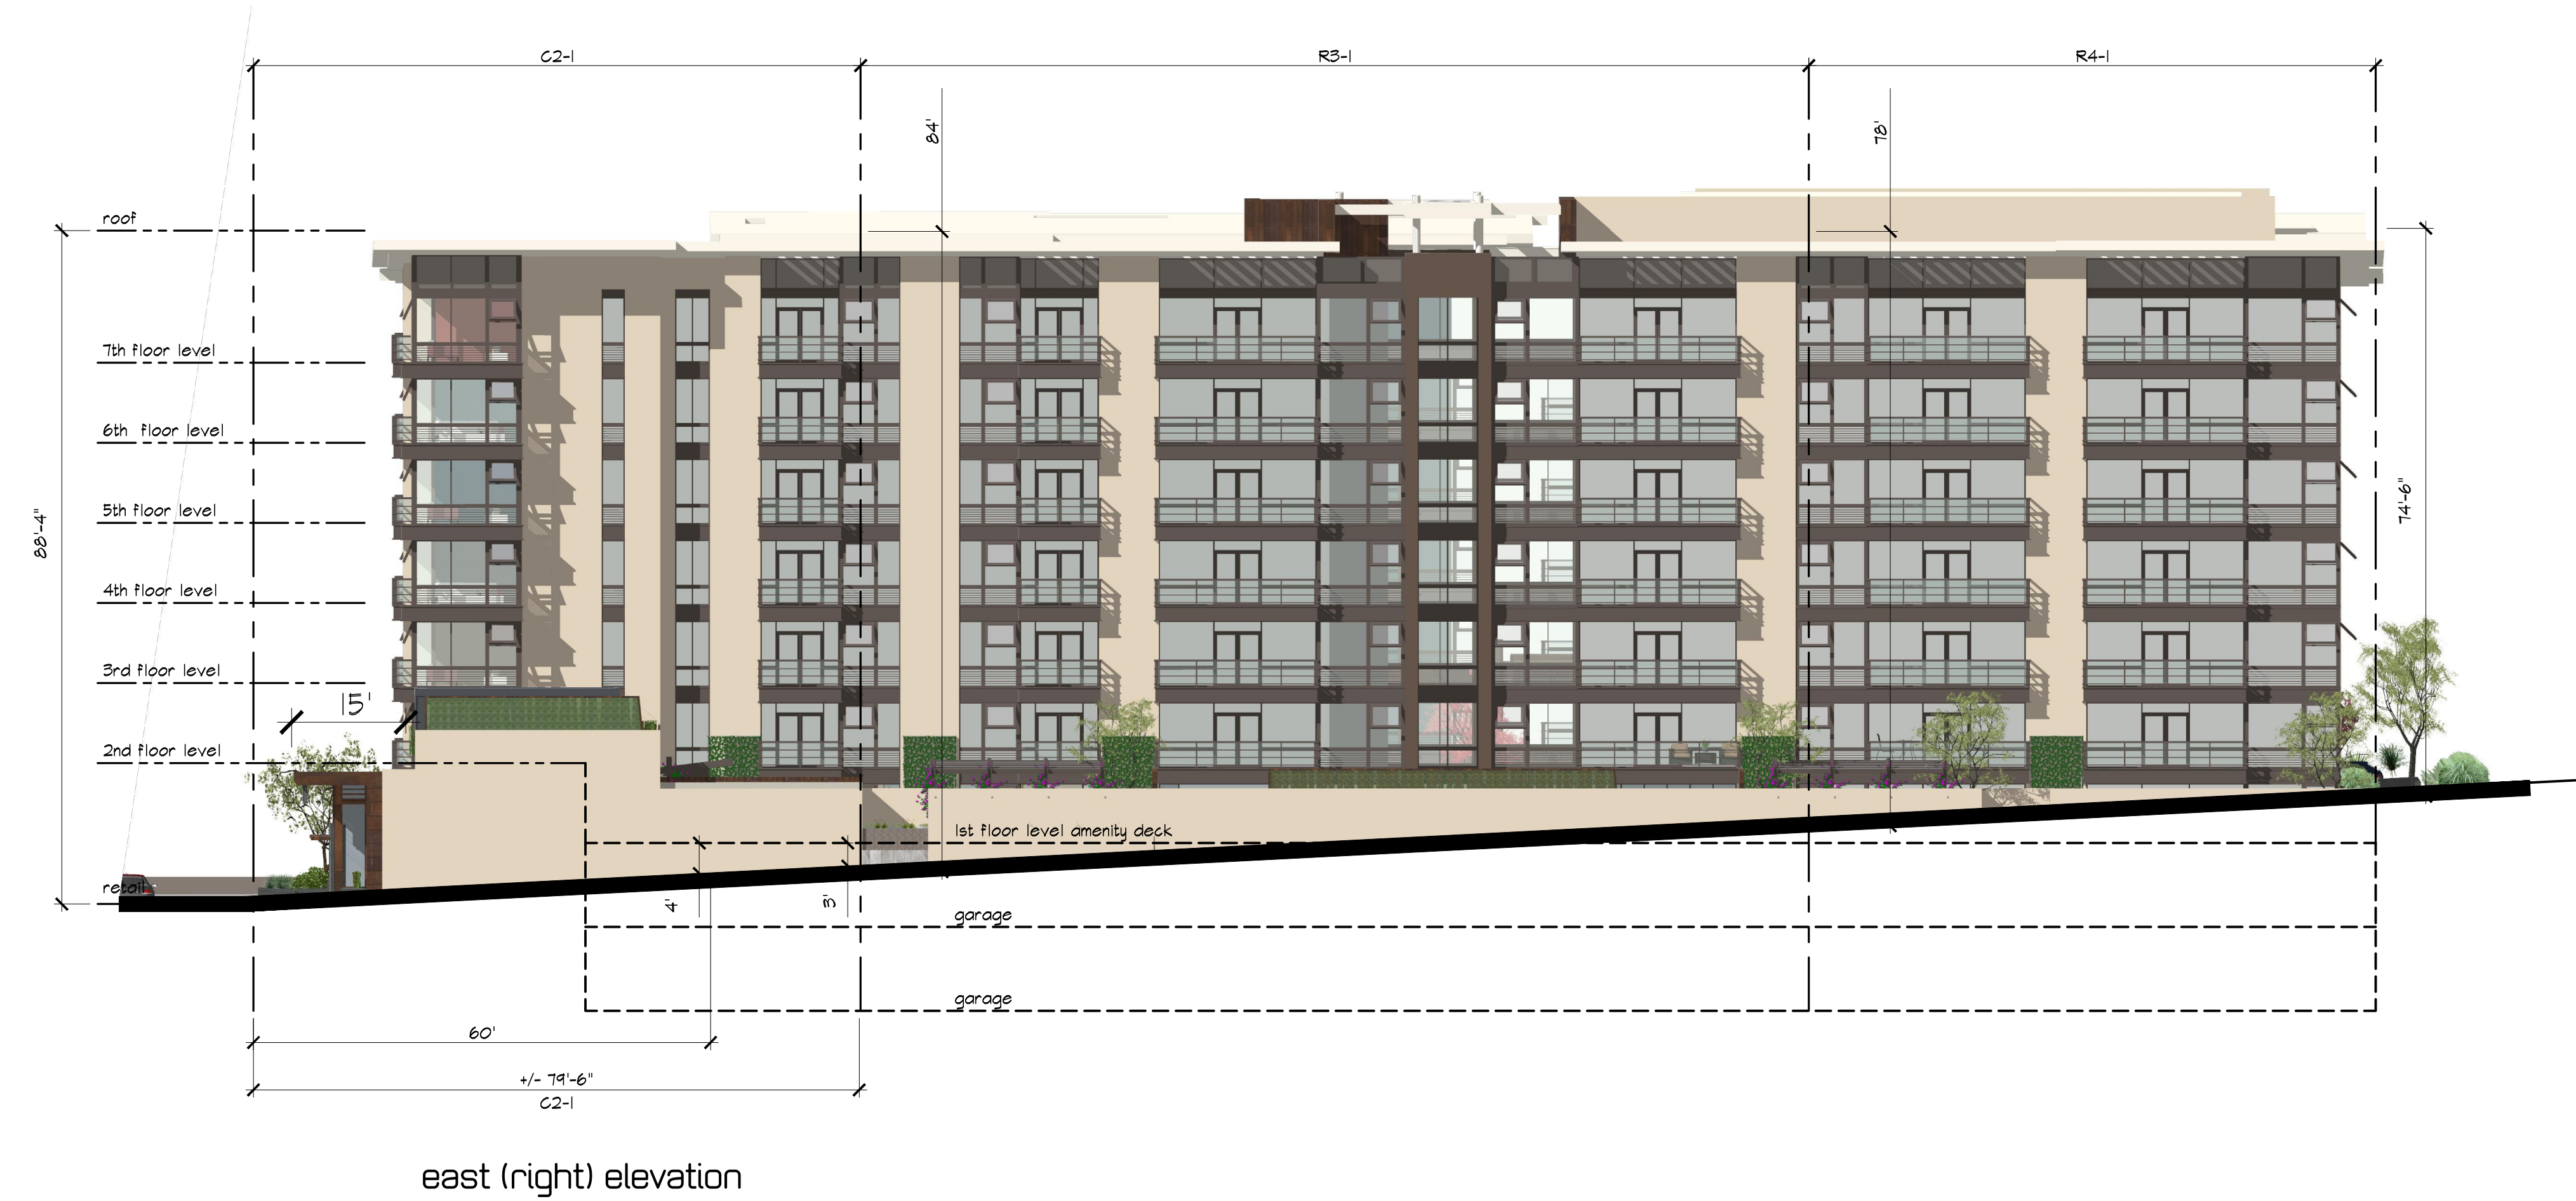 C2-1
R3-1
R4-1
84'
78'
roof
7th floor level
6th floor level
5th floor level
74'-6"
88'-4"
4th floor level
3rd floor level
15'
2nd floor level
1st floor level amenity deck
retail
4'
3'
garage
garage
60'
+/- 79'-6"
C2-1
east (right) elevation